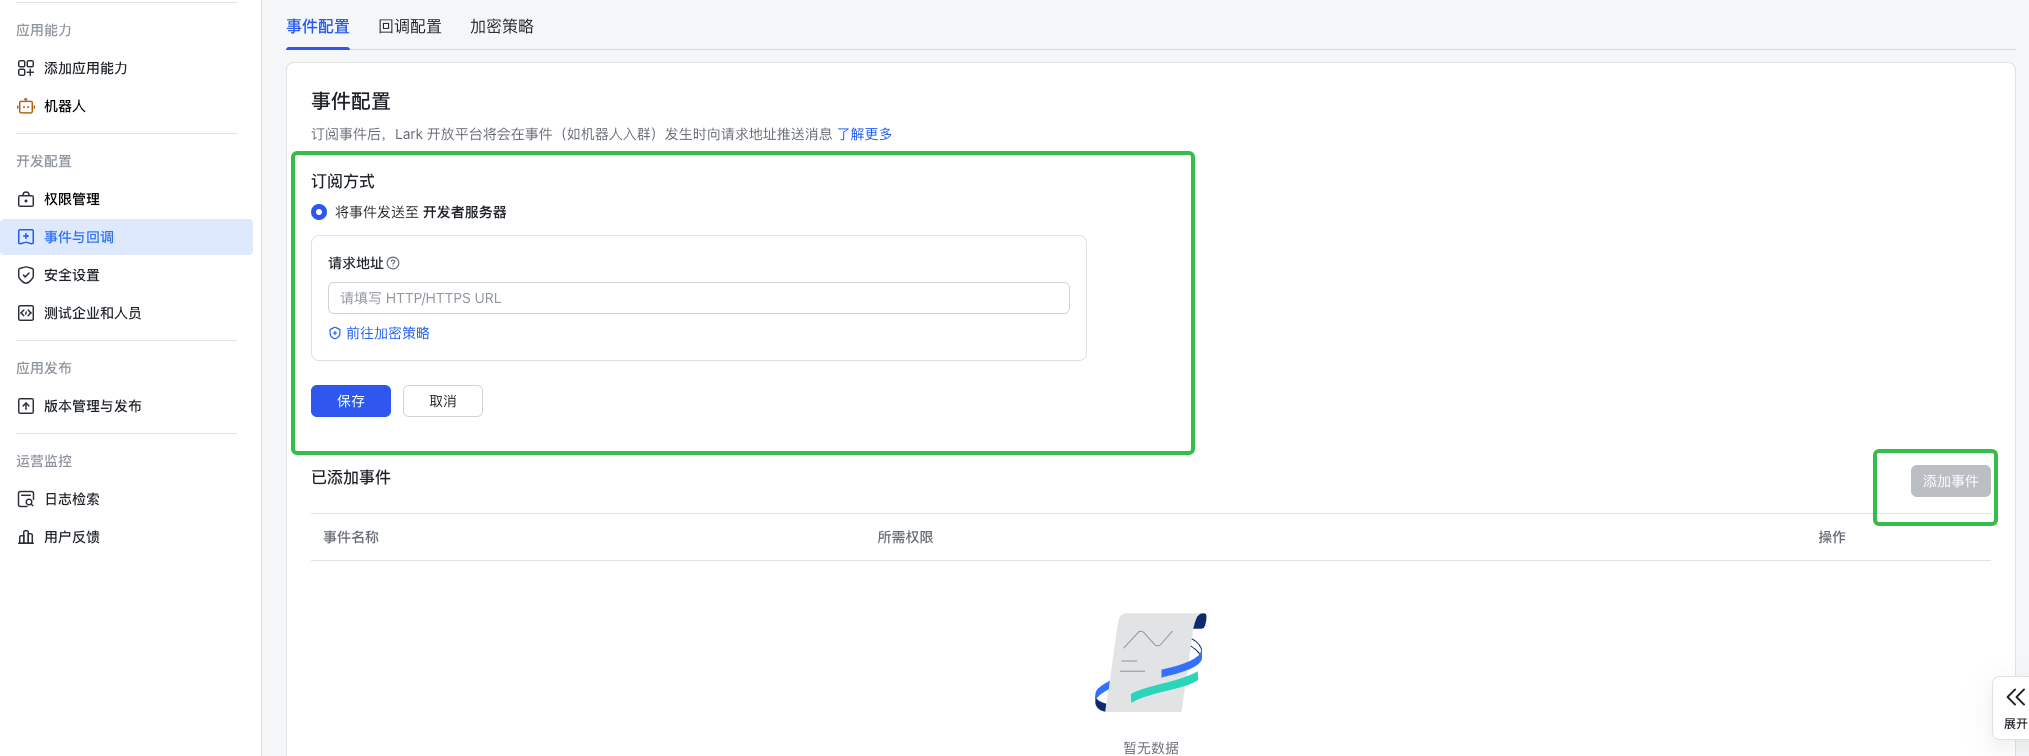 应用能力
添加应用能力
机器人
开发配置
权限管理
事件与回调
安全设置
测试企业和人员
应用发布
版本管理与发布
运营监控
日志检索
用户反馈
事件配置 回调配置 加密策略
事件配置
订阅事件后，Lark 开放平台将会在事件（如机器人入群）发生时向请求地址推送消息 了解更多
订阅方式
将事件发送至 开发者服务器
请求地址
请填写 HTTP/HTTPS URL
前往加密策略
保存 取消
已添加事件 添加事件
事件名称 所需权限 操作
暂无数据
展开